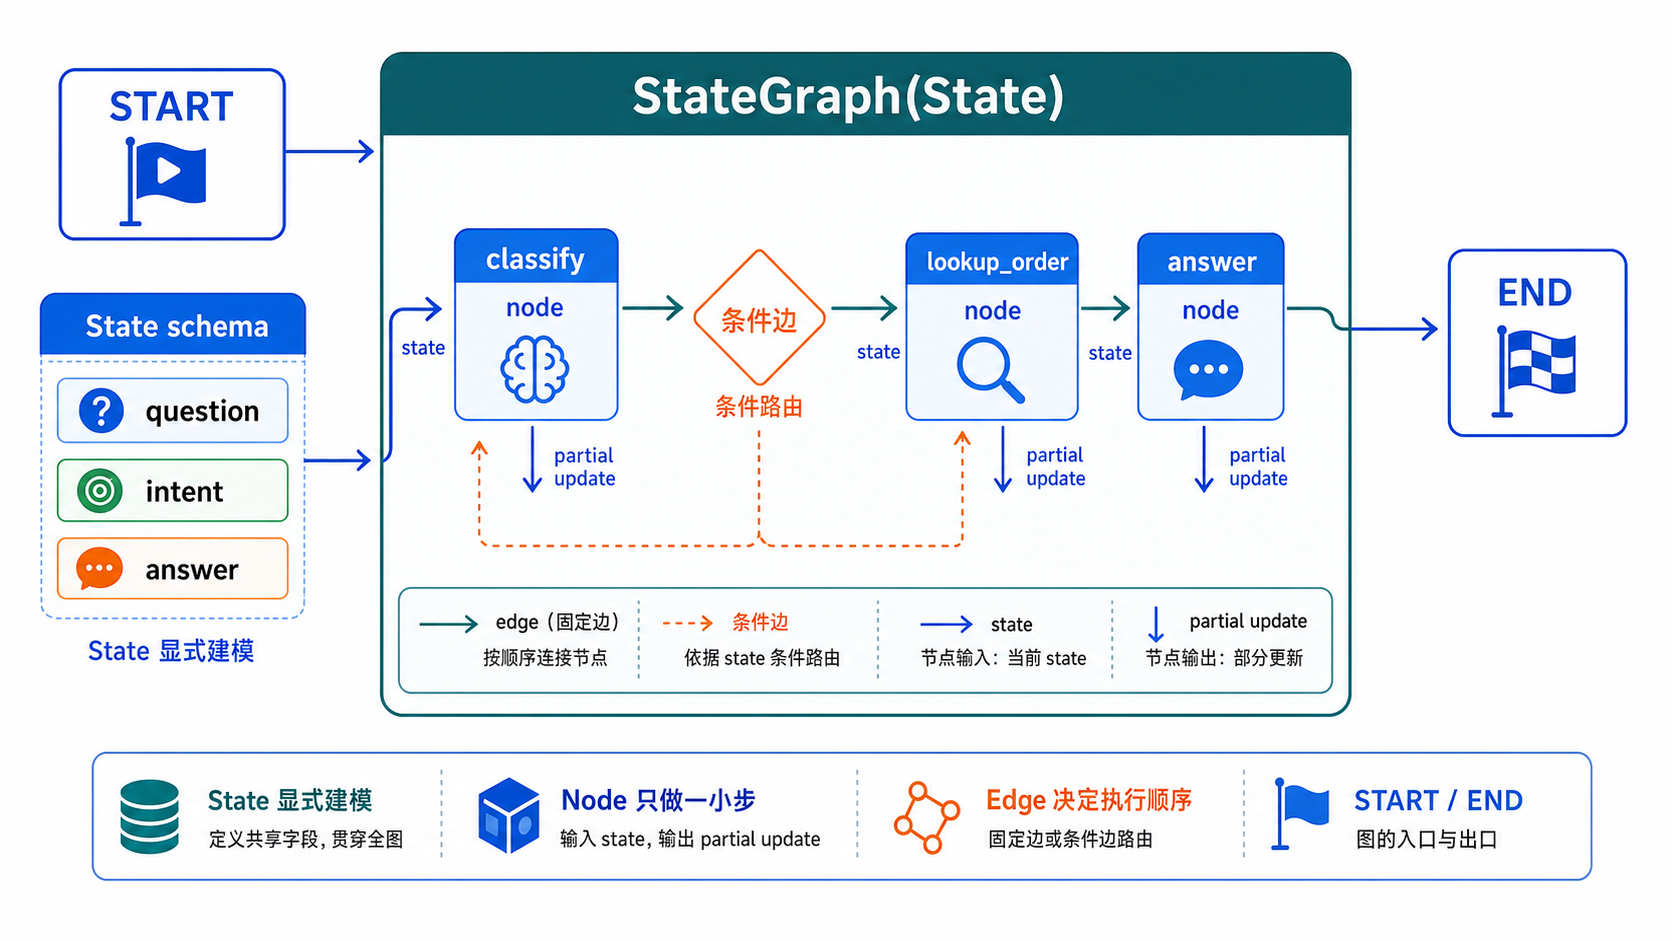 START
StateGraph(State)
State schema
question
intent
answer
State 显式建模
classify
node
state
partial
update
条件边
条件路由
state
lookup_order
node
partial
update
state
answer
node
partial
update
END
edge（固定边）
按顺序连接节点
条件边
依据 state 条件路由
state
节点输入：当前 state
partial update
节点输出：部分更新
State 显式建模
定义共享字段, 贯穿全图
Node 只做一小步
输入 state, 输出 partial update
Edge 决定执行顺序
固定边或条件边路由
START / END
图的入口与出口